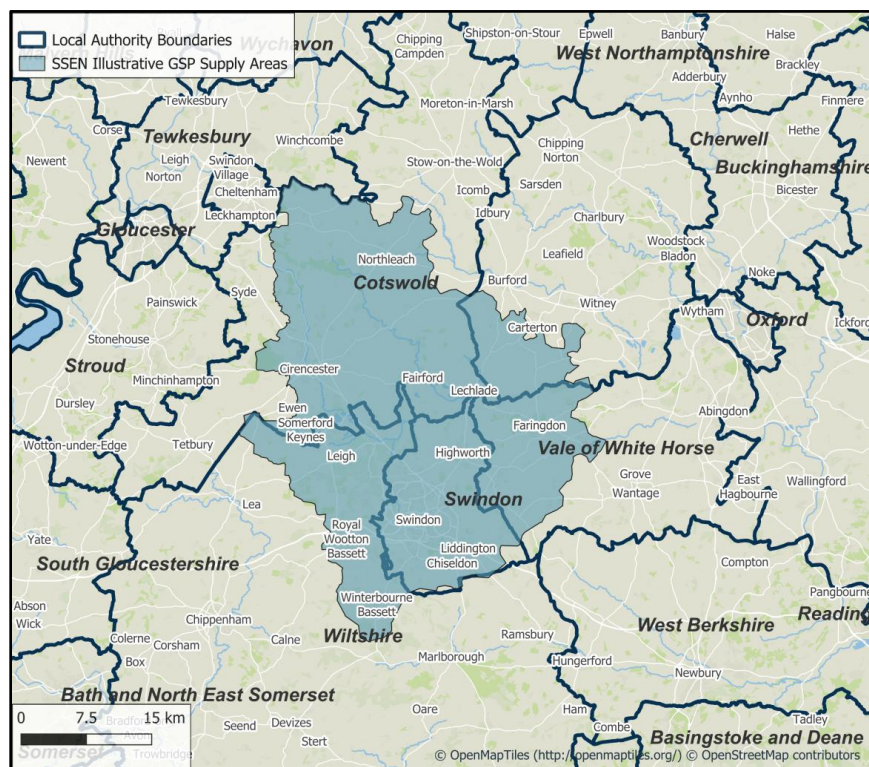 Local Authority Boundaries
SSEN Illustrative GSP Supply Areas
Malvern Hills
Wychavon
Chipping
Campden
Shipston-on-Stour
Epwell
Banbury
Halse
West Northamptonshire
Brackley
Adderbury
Tewkesbury
Moreton-in-Marsh
Aynho
Finmere
Corse
Tewkesbury
Winchcombe
Chipping
Norton
Cherwell
Hethe
Newent
Leigh
Norton
Swindon
Village
Stow-on-the-Wold
Buckinghamshire
Cheltenham
Icomb
Sarsden
Bicester
Leckhampton
Idbury
Charlbury
Gloucester
Woodstock
Bladon
Northleach
Leafield
Noke
Painswick
Syde
Cotswold
Burford
Witney
Wytham
Oxford
Ickford
Stonehouse
Carterton
Stroud
Minchinhampton
Cirencester
Fairford
Lechlade
Dursley
Ewen
Abingdon
Somerford
Keynes
Faringdon
Wotton-under-Edge
Tetbury
Leigh
Highworth
Vale of White Horse
Grove
East
Hagbourne
Wallingford
Wantage
Lea
Swindon
Royal
Wootton
Bassett
Swindon
Yate
Liddington
Chiseldon
South Gloucestershire
Compton
Pangbourne
Abson
Wick
Winterbourne
Bassett
Chippenham
West Berkshire
Reading
Colerne
Box
Corsham
Calne
Wiltshire
Ramsbury
Marlborough
Hungerford
Newbury
Bath and North East Somerset
0 7.5 15 km
Bradford-on-
Avon
Oare
Ham
Tadley
Seend
Devizes
Combe
Somerset
Trowbridge
Stert
Basingstoke and Deane
© OpenMapTiles (http://openmaptiles.org/) © OpenStreetMap contributors